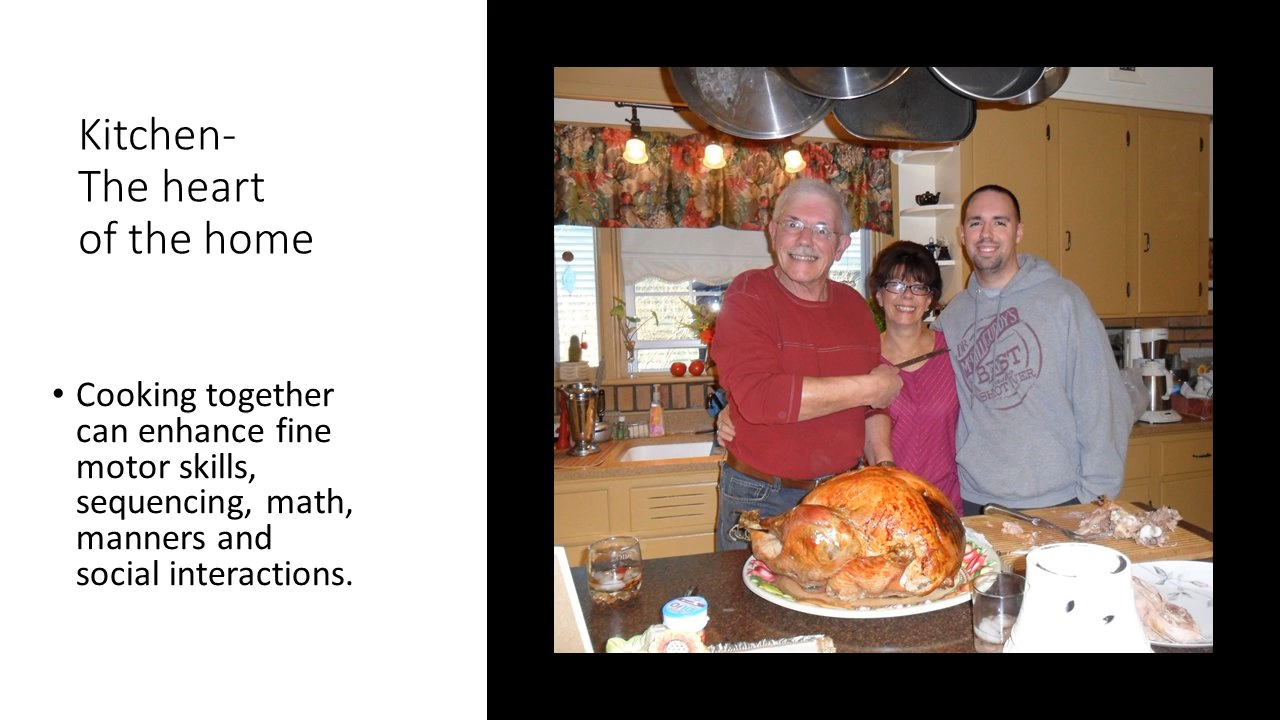 Kitchen-
The heart
of the home
• Cooking together
can enhance fine
motor skills,
sequencing, math,
manners and
social interactions.
BEST